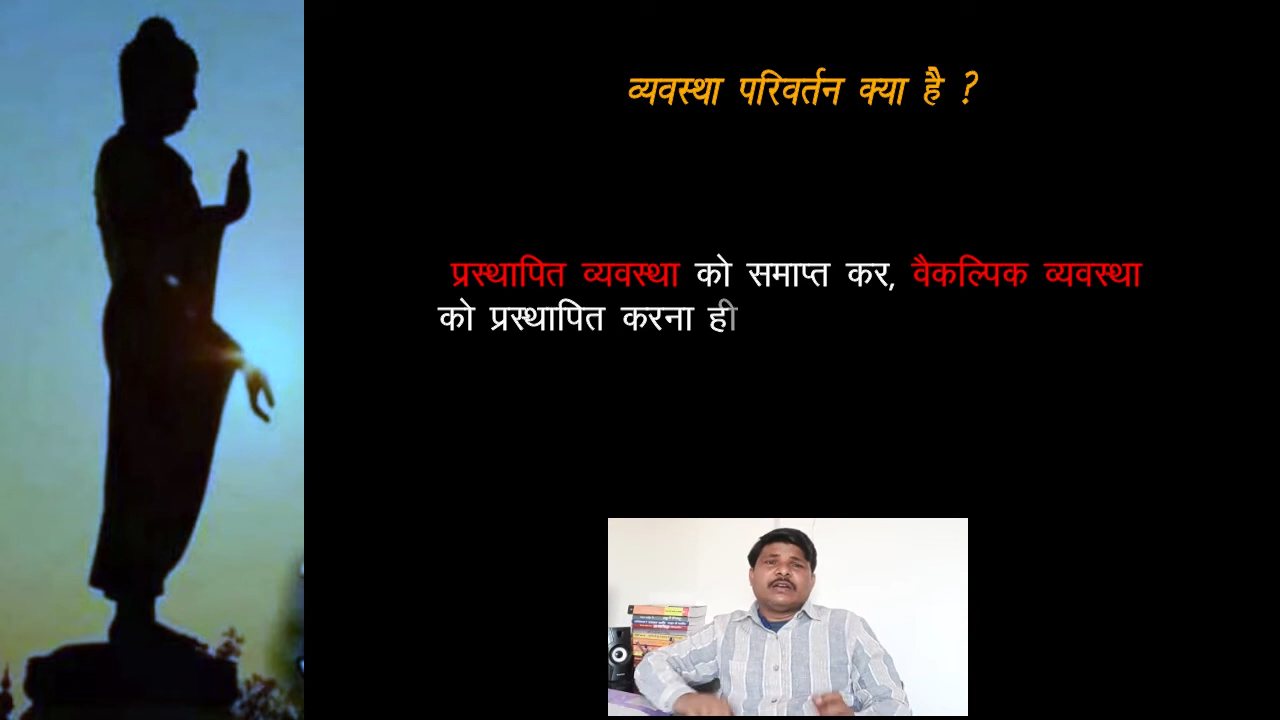 व्यवस्था परिवर्तन क्या है ?
प्रस्थापित व्यवस्था को समाप्त कर, वैकल्पिक व्यवस्था
को प्रस्थापित करना ही